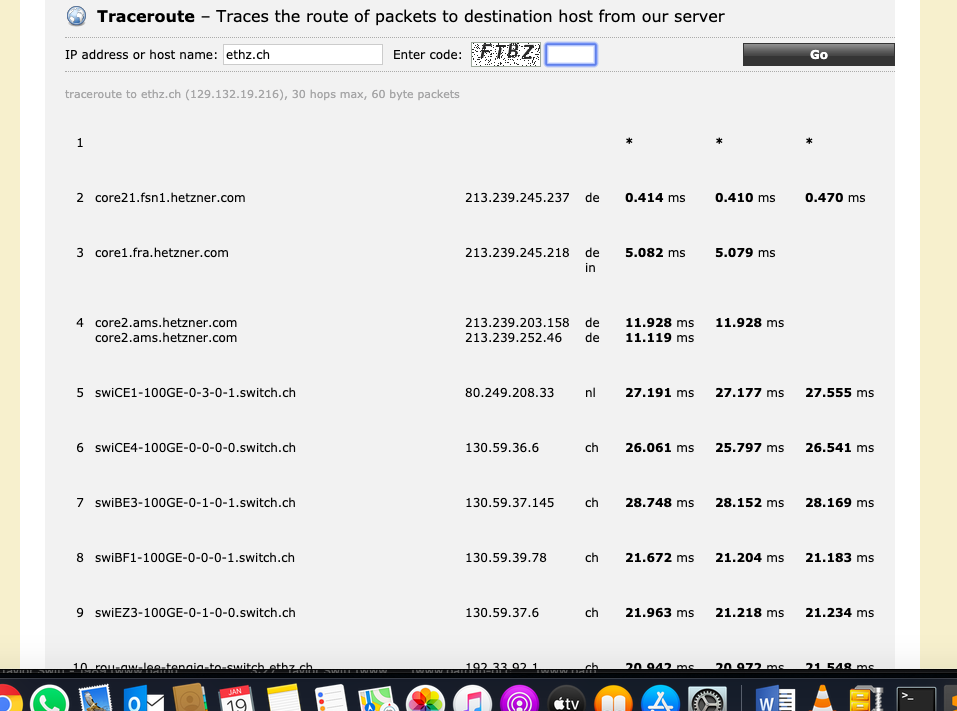 Traceroute – Traces the route of packets to destination host from our server
IP address or host name: ethz.ch Enter code: FTBZ Go
traceroute to ethz.ch (129.132.19.216), 30 hops max, 60 byte packets
1 * * *
2 core21.fsn1.hetzner.com 213.239.245.237 de 0.414 ms 0.410 ms 0.470 ms
3 core1.fra.hetzner.com 213.239.245.218 de 5.082 ms 5.079 ms
in
4 core2.ams.hetzner.com 213.239.203.158 de 11.928 ms 11.928 ms
core2.ams.hetzner.com 213.239.252.46 de 11.119 ms
5 swiCE1-100GE-0-3-0-1.switch.ch 80.249.208.33 nl 27.191 ms 27.177 ms 27.555 ms
6 swiCE4-100GE-0-0-0-0.switch.ch 130.59.36.6 ch 26.061 ms 25.797 ms 26.541 ms
7 swiBE3-100GE-0-1-0-1.switch.ch 130.59.37.145 ch 28.748 ms 28.152 ms 28.169 ms
8 swiBF1-100GE-0-0-0-1.switch.ch 130.59.39.78 ch 21.672 ms 21.204 ms 21.183 ms
9 swiEZ3-100GE-0-1-0-0.switch.ch 130.59.37.6 ch 21.963 ms 21.218 ms 21.234 ms
10 rou-gw-lee-tengig-to-switch.ethz.ch 192.33.92.1 ch 20.942 ms 20.972 ms 21.548 ms
JAN
19
tv
W
>_